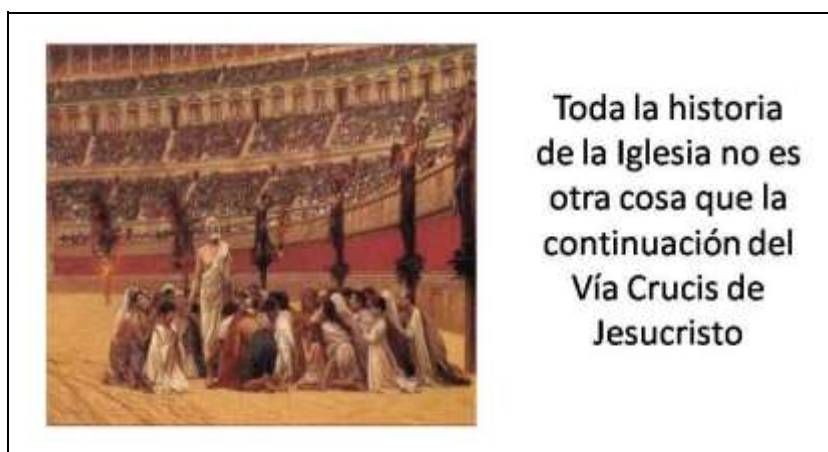 Toda la historia
de la Iglesia no es
otra cosa que la
continuación del
Vía Crucis de
Jesucristo